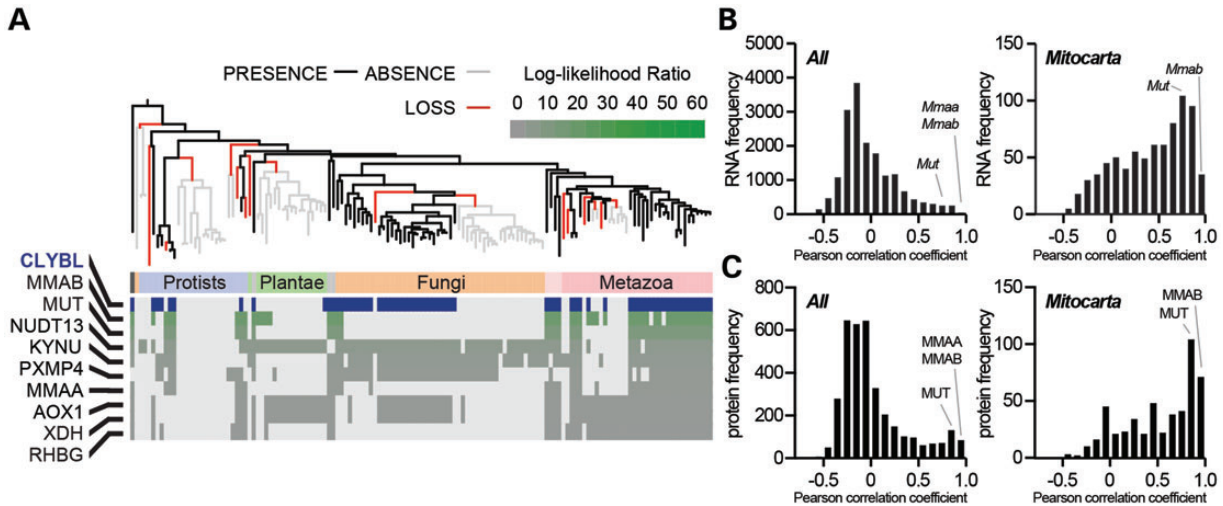 A
PRESENCE
ABSENCE
LOSS
Log-likelihood Ratio
0 10 20 30 40 50 60
Protists
Plantae
Fungi
Metazoa
CLYBL
MMAB
MUT
NUDT13
KYNU
PXMP4
MMAA
AOX1
XDH
RHBG
B
All
RNA frequency
5000
4000
3000
2000
1000
0
Mmaa
Mmab
Mut
-0.5 0 0.5 1.0
Pearson correlation coefficient
Mitocarta
RNA frequency
150
100
50
0
Mmab
Mut
-0.5 0 0.5 1.0
Pearson correlation coefficient
C
All
protein frequency
800
600
400
200
0
MMAA
MMAB
MUT
-0.5 0 0.5 1.0
Pearson correlation coefficient
Mitocarta
protein frequency
150
100
50
0
MMAB
MUT
-0.5 0 0.5 1.0
Pearson correlation coefficient